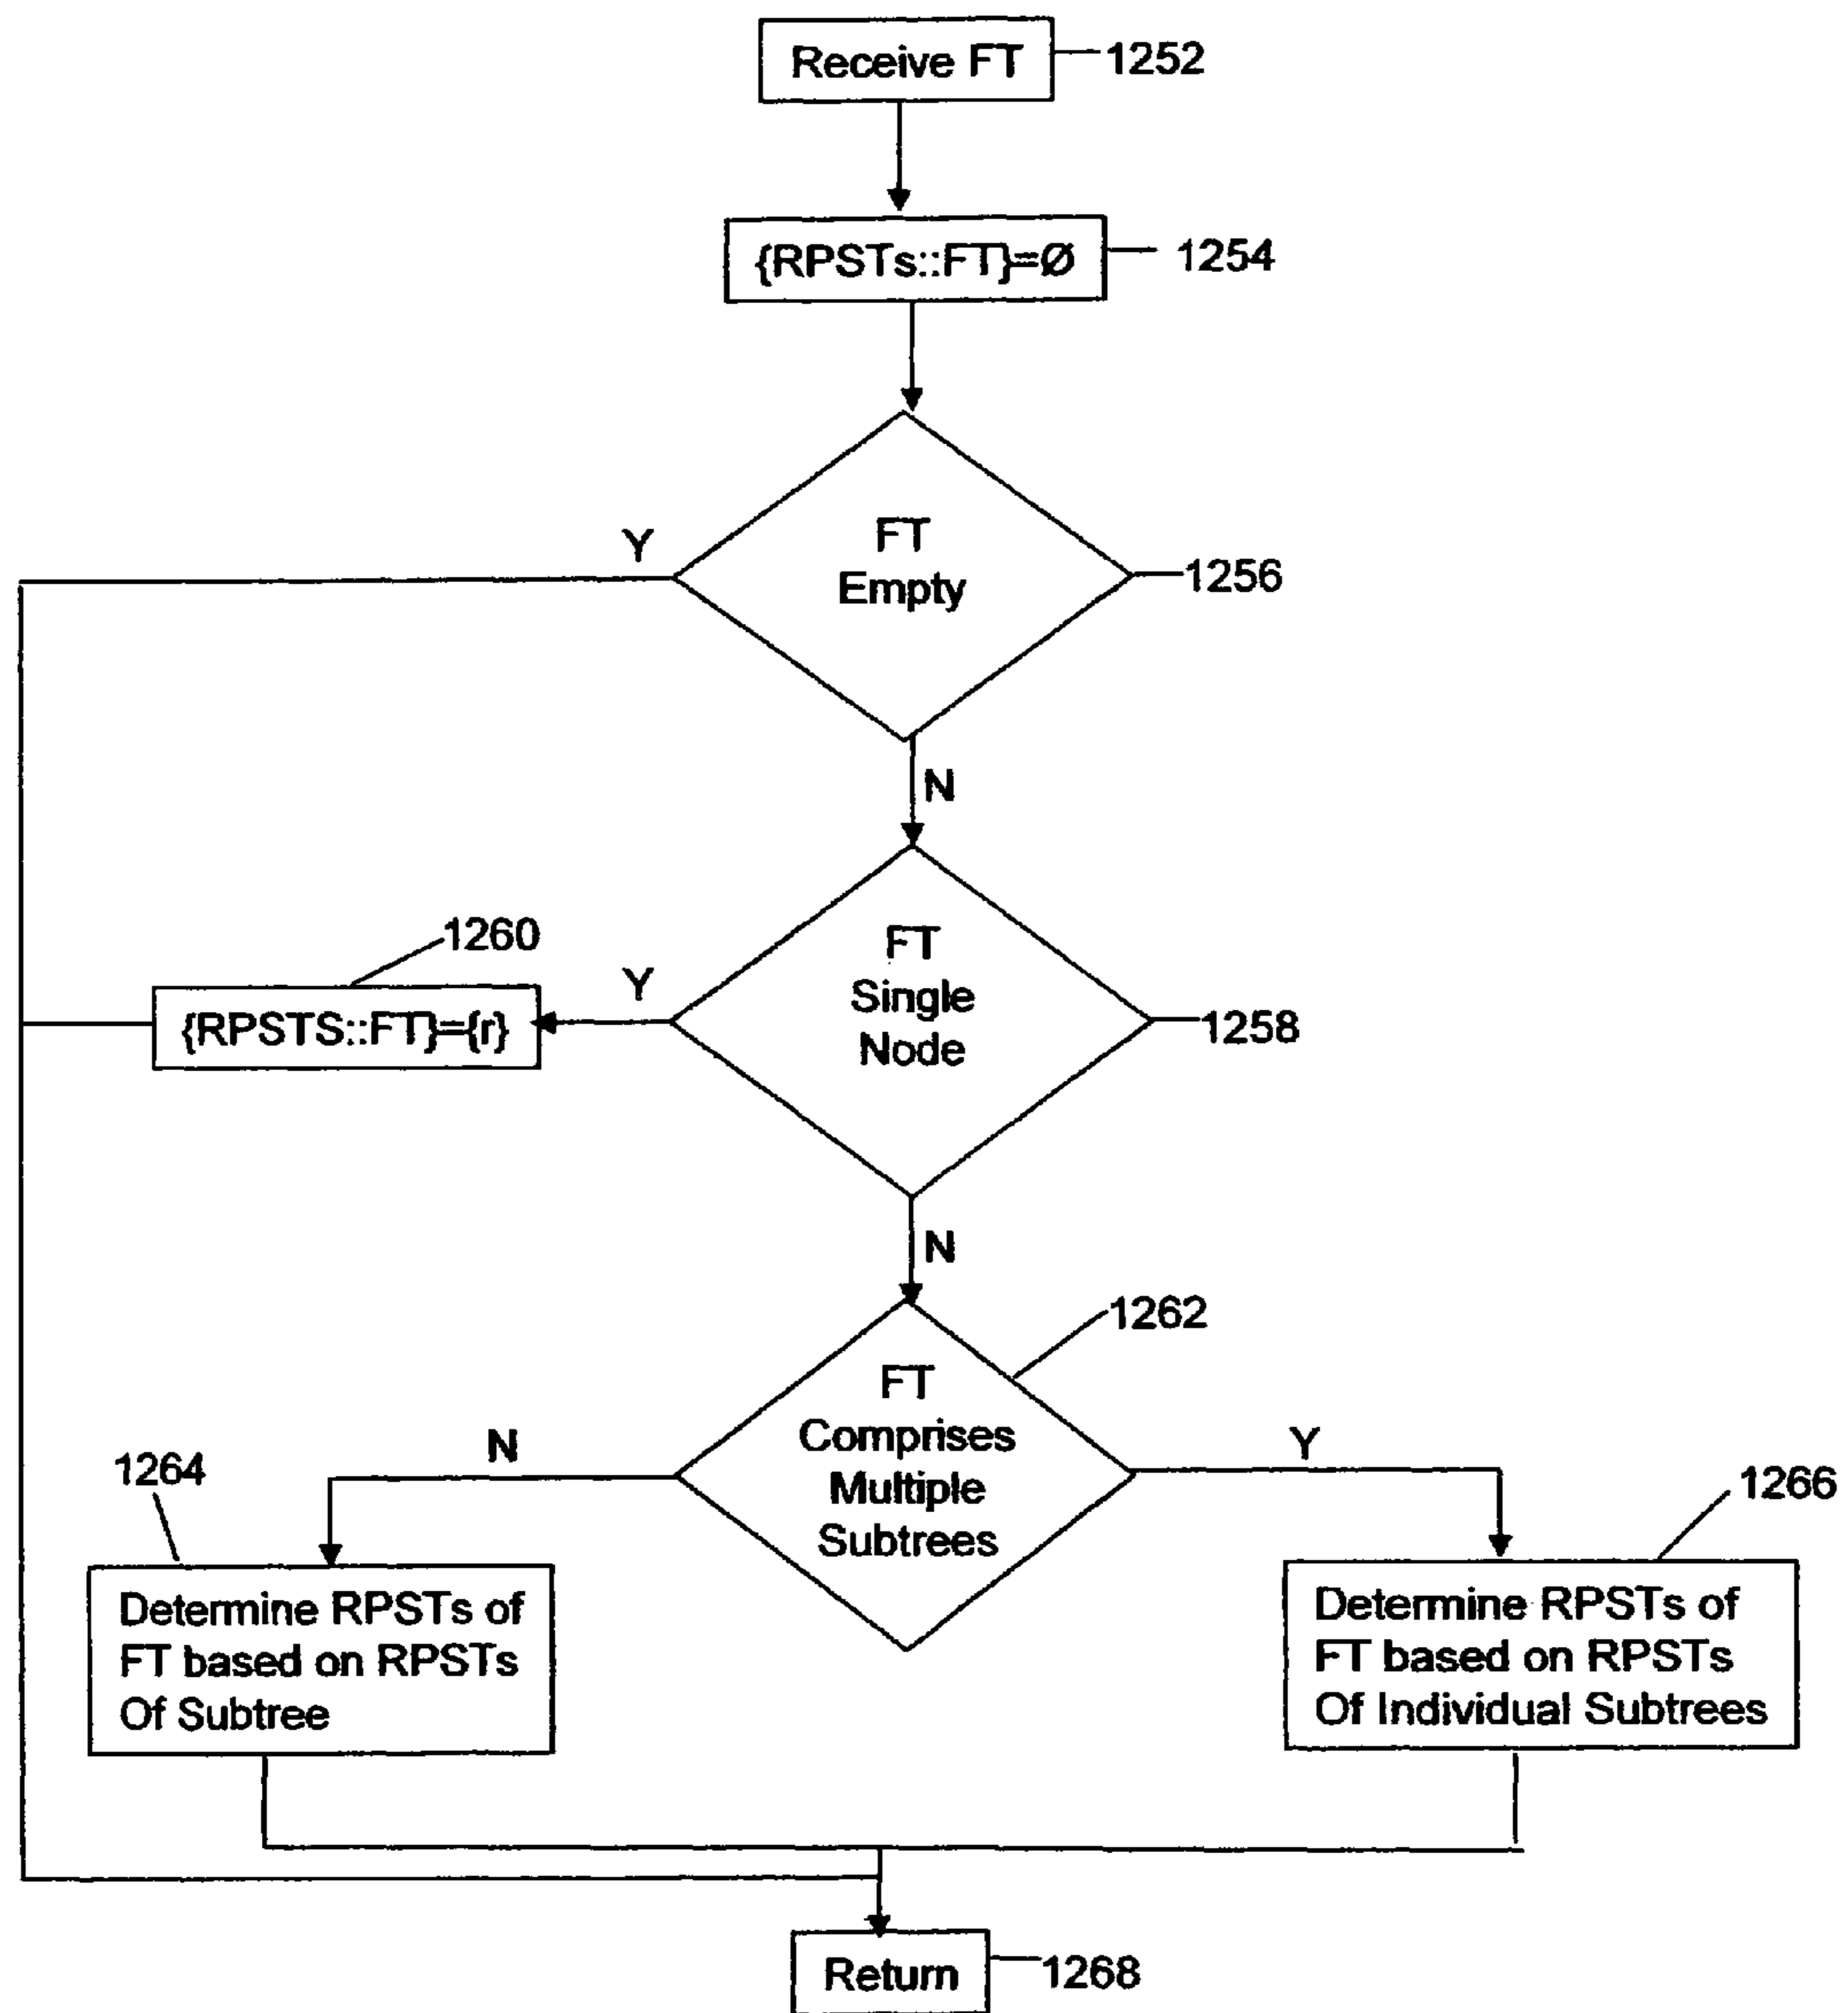 Receive FT
1252
{RPSTs::FT}=Ø
1254
FT
Empty
1256
Y
N
FT
Single
Node
1258
Y
1260
{RPSTS::FT}={r}
N
1262
FT
Comprises
Multiple
Subtrees
N
Y
1264
1266
Determine RPSTs of
FT based on RPSTs
Of Subtree
Determine RPSTs of
FT based on RPSTs
Of Individual Subtrees
Return
1268